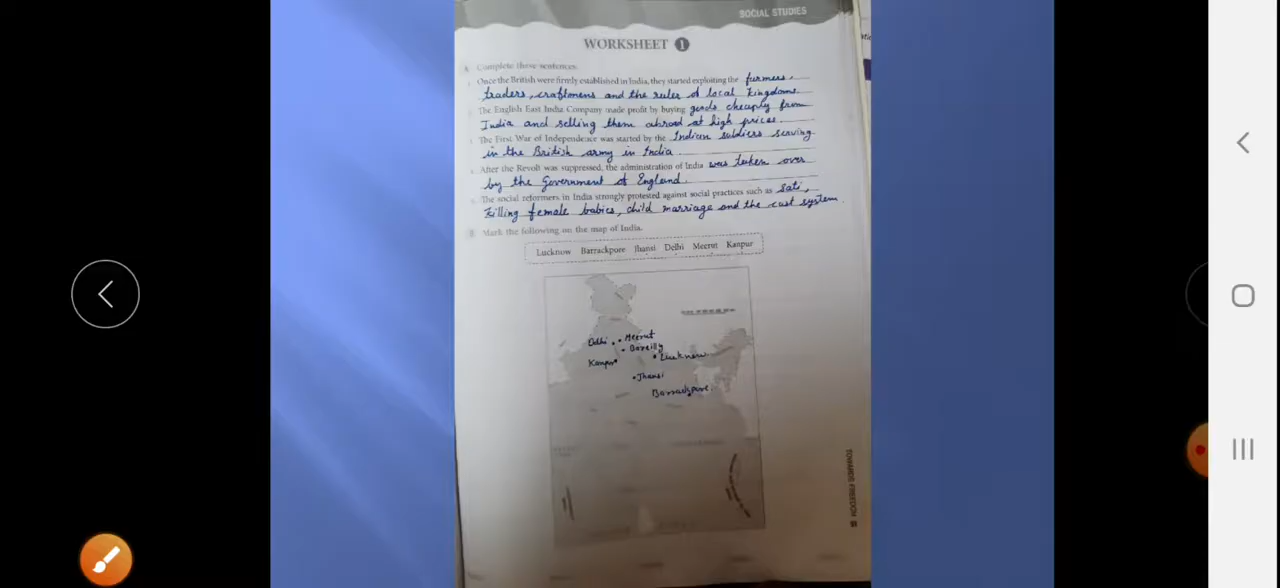 SOCIAL STUDIES
WORKSHEET 1
A Complete these sentences.
Once the British were firmly established in India, they started exploiting the farmers,
traders, craftmens and the ruler of local kingdoms.
The English East India Company made profit by buying goods cheaply from
India and selling them abroad at high prices.
The First War of Independence was started by the Indian soldiers serving
in the British army in India
After the Revolt was suppressed, the administration of India was taken over
by the Government of England.
The social reformers in India strongly protested against social practices such as sati,
killing female babies, child marriage and the cast system.
B Mark the following on the map of India.
Lucknow Barrackpore Jhansi Delhi Meerut Kanpur
Delhi Meerut
Bareilly
Kanpur Lucknow
Jhansi
Barrackpore
TOWARDS FREEDOM